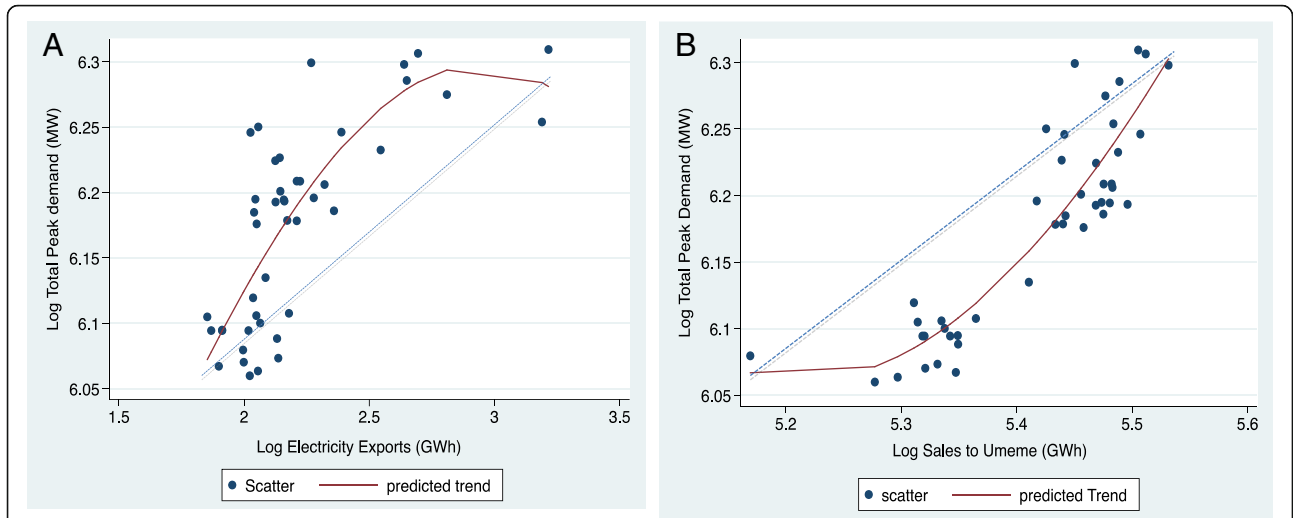 A
Log Total Peak demand (MW)
6.3
6.25
6.2
6.15
6.1
6.05
1.5 2 2.5 3 3.5
Log Electricity Exports (GWh)
Scatter predicted trend
B
Log Total Peak Demand (MW)
6.3
6.25
6.2
6.15
6.1
6.05
5.2 5.3 5.4 5.5 5.6
Log Sales to Umeme (GWh)
scatter predicted Trend